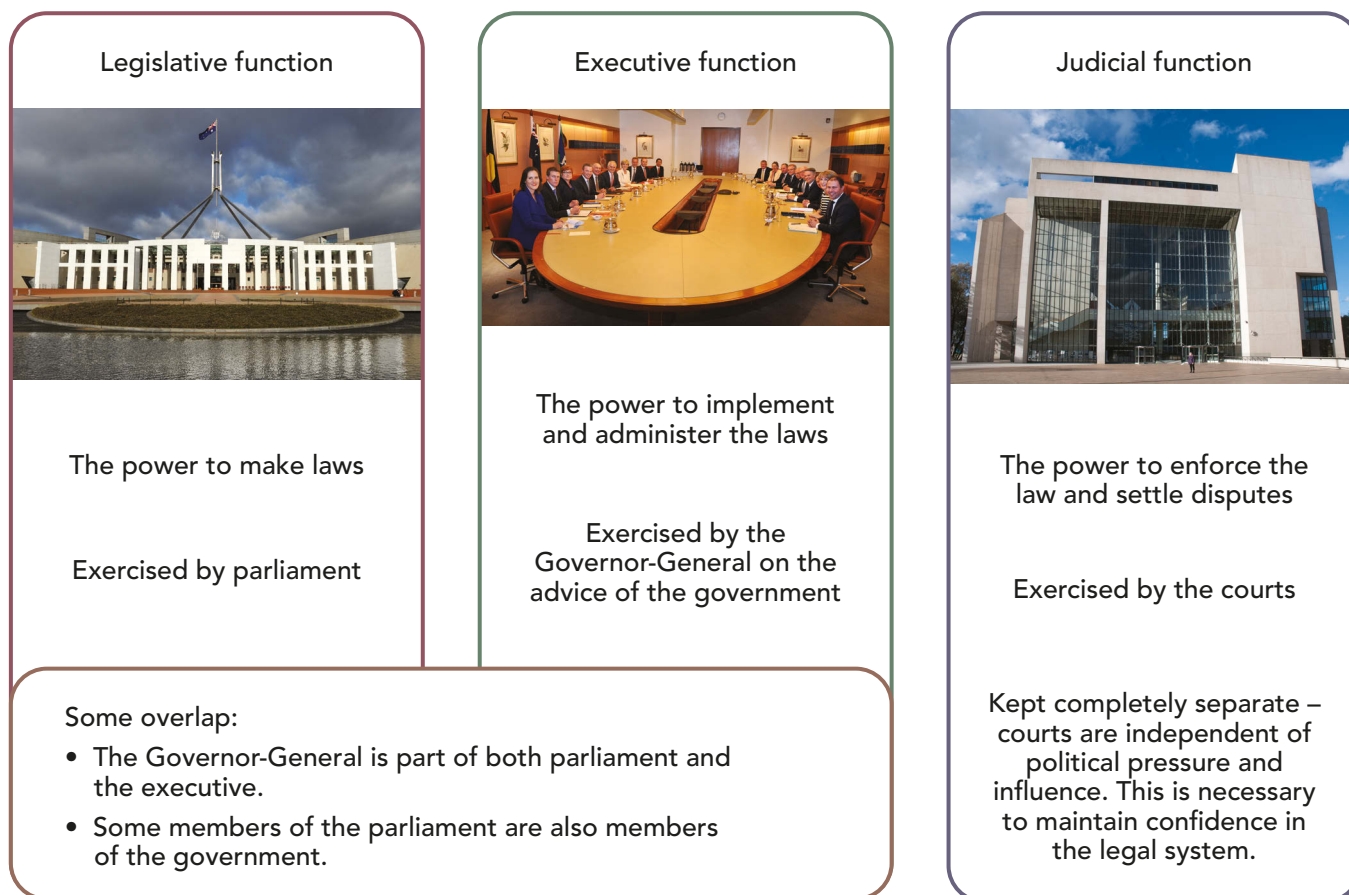 Legislative function
The power to make laws
Exercised by parliament
Executive function
The power to implement
and administer the laws
Exercised by the
Governor-General on the
advice of the government
Some overlap:
• The Governor-General is part of both parliament and
the executive.
• Some members of the parliament are also members
of the government.
Judicial function
The power to enforce the
law and settle disputes
Exercised by the courts
Kept completely separate –
courts are independent of
political pressure and
influence. This is necessary
to maintain confidence in
the legal system.